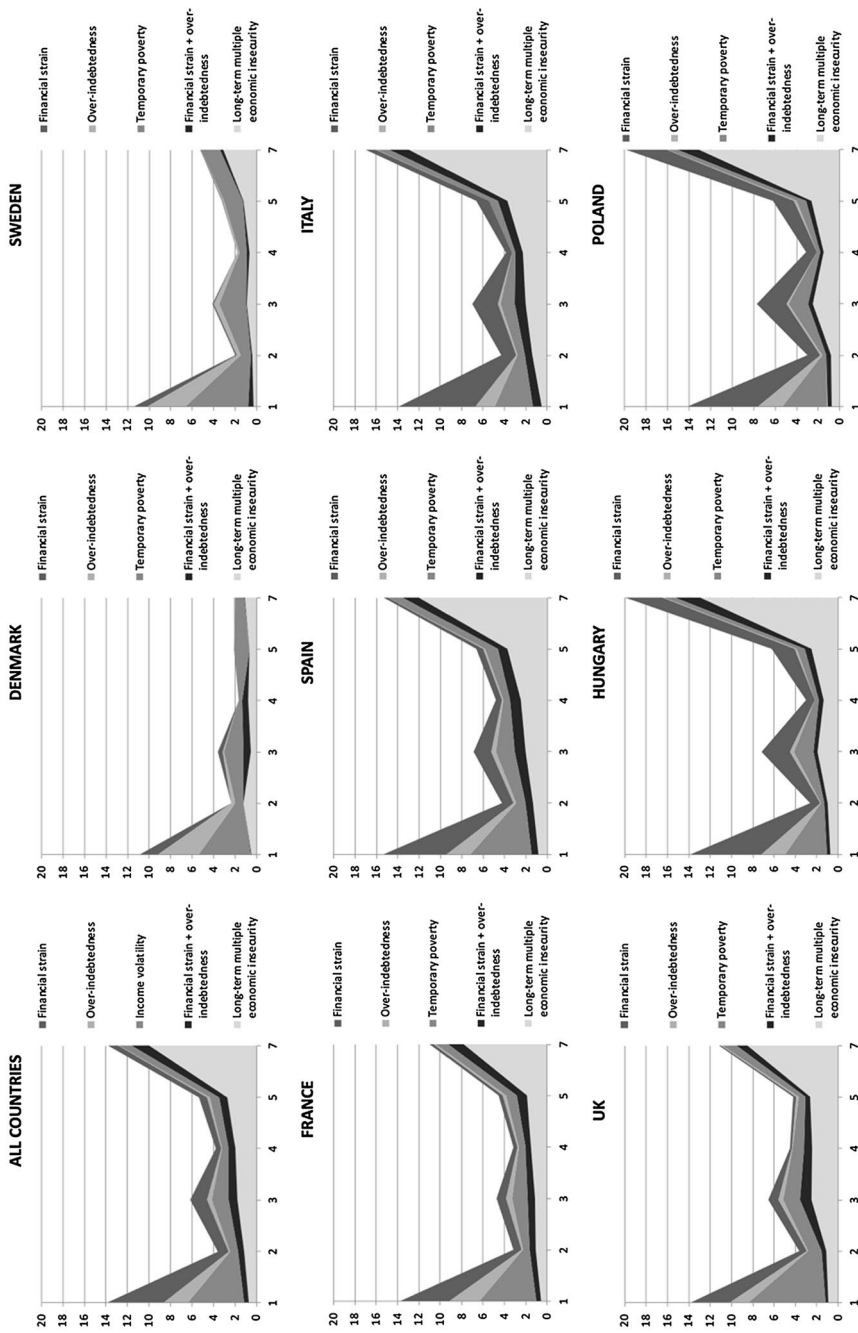 ALL COUNTRIES
20
18
16
14
12
10
8
6
4
2
0
1 2 3 4 5 7
Financial strain
Over-indebtedness
Income volatility
Financial strain + over-
indebtedness
Long-term multiple
economic insecurity
DENMARK
20
18
16
14
12
10
8
6
4
2
0
1 2 3 4 5 7
Financial strain
Over-indebtedness
Temporary poverty
Financial strain + over-
indebtedness
Long-term multiple
economic insecurity
SWEDEN
20
18
16
14
12
10
8
6
4
2
0
1 2 3 4 5 7
Financial strain
Over-indebtedness
Temporary poverty
Financial strain + over-
indebtedness
Long-term multiple
economic insecurity
FRANCE
20
18
16
14
12
10
8
6
4
2
0
1 2 3 4 5 7
Financial strain
Over-indebtedness
Temporary poverty
Financial strain + over-
indebtedness
Long-term multiple
economic insecurity
SPAIN
20
18
16
14
12
10
8
6
4
2
0
1 2 3 4 5 7
Financial strain
Over-indebtedness
Temporary poverty
Financial strain + over-
indebtedness
Long-term multiple
economic insecurity
ITALY
20
18
16
14
12
10
8
6
4
2
0
1 2 3 4 5 7
Financial strain
Over-indebtedness
Temporary poverty
Financial strain + over-
indebtedness
Long-term multiple
economic insecurity
UK
20
18
16
14
12
10
8
6
4
2
0
1 2 3 4 5 7
Financial strain
Over-indebtedness
Temporary poverty
Financial strain + over-
indebtedness
Long-term multiple
economic insecurity
HUNGARY
20
18
16
14
12
10
8
6
4
2
0
1 2 3 4 5 7
Financial strain
Over-indebtedness
Temporary poverty
Financial strain + over-
indebtedness
Long-term multiple
economic insecurity
POLAND
20
18
16
14
12
10
8
6
4
2
0
1 2 3 4 5 7
Financial strain
Over-indebtedness
Temporary poverty
Financial strain + over-
indebtedness
Long-term multiple
economic insecurity